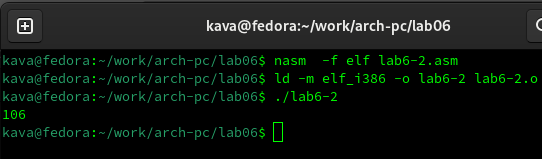 kava@fedora:~/work/arch-pc/lab06
kava@fedora:~/work/arch-pc/lab06$ nasm  -f elf lab6-2.asm
kava@fedora:~/work/arch-pc/lab06$ ld -m elf_i386 -o lab6-2 lab6-2.o
kava@fedora:~/work/arch-pc/lab06$ ./lab6-2
106
kava@fedora:~/work/arch-pc/lab06$